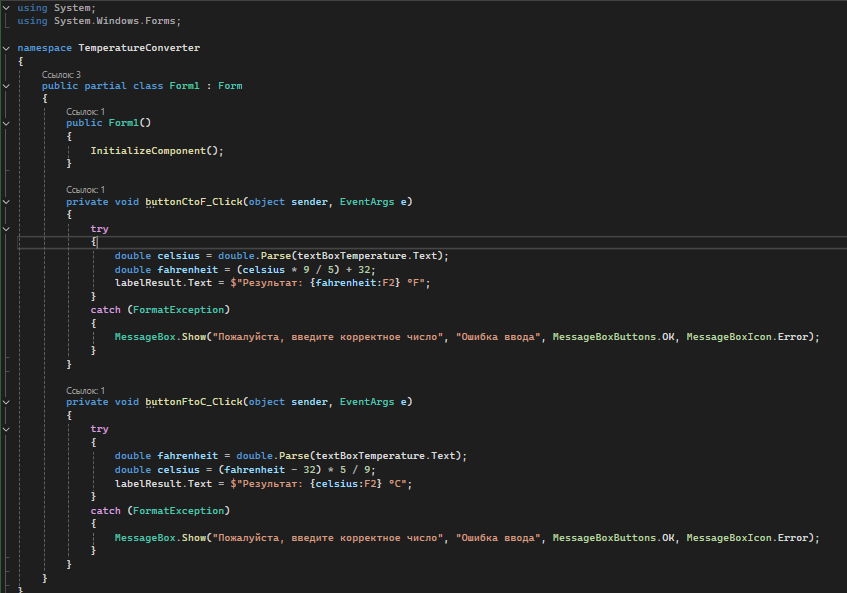 using System;
using System.Windows.Forms;
namespace TemperatureConverter
{
Ссылок: 3
public partial class Form1 : Form
{
Ссылок: 1
public Form1()
{
InitializeComponent();
}
Ссылок: 1
private void buttonCtoF_Click(object sender, EventArgs e)
{
try
{
double celsius = double.Parse(textBoxTemperature.Text);
double fahrenheit = (celsius * 9 / 5) + 32;
labelResult.Text = $"Результат: {fahrenheit:F2} °F";
}
catch (FormatException)
{
MessageBox.Show("Пожалуйста, введите корректное число", "Ошибка ввода", MessageBoxButtons.OK, MessageBoxIcon.Error);
}
}
Ссылок: 1
private void buttonFtoC_Click(object sender, EventArgs e)
{
try
{
double fahrenheit = double.Parse(textBoxTemperature.Text);
double celsius = (fahrenheit - 32) * 5 / 9;
labelResult.Text = $"Результат: {celsius:F2} °C";
}
catch (FormatException)
{
MessageBox.Show("Пожалуйста, введите корректное число", "Ошибка ввода", MessageBoxButtons.OK, MessageBoxIcon.Error);
}
}
}
}